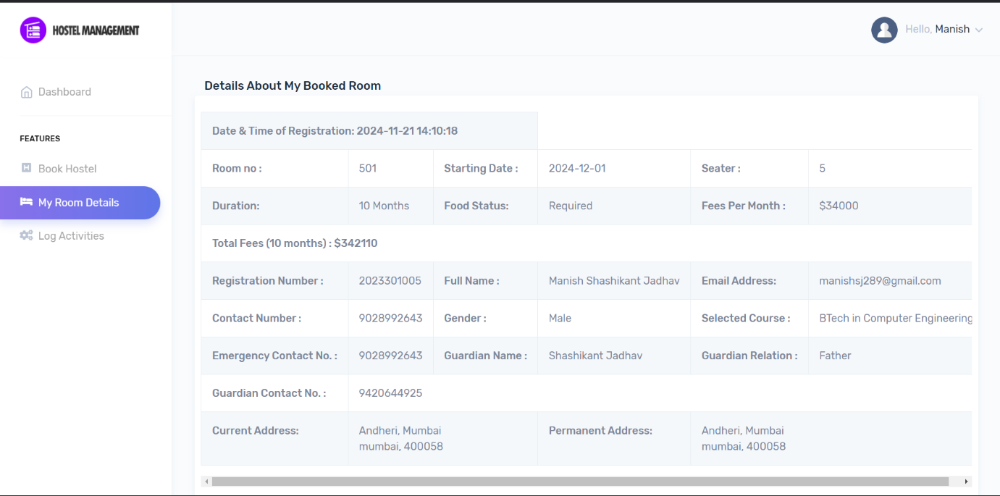 HOSTEL MANAGEMENT
Hello, Manish
Dashboard
FEATURES
Book Hostel
My Room Details
Log Activities
Details About My Booked Room
Date & Time of Registration: 2024-11-21 14:10:18
Room no : 501 Starting Date : 2024-12-01 Seater : 5
Duration: 10 Months Food Status: Required Fees Per Month : $34000
Total Fees (10 months) : $342110
Registration Number : 2023301005 Full Name : Manish Shashikant Jadhav Email Address: manishsj289@gmail.com
Contact Number : 9028992643 Gender : Male Selected Course : BTech in Computer Engineering
Emergency Contact No. : 9028992643 Guardian Name : Shashikant Jadhav Guardian Relation : Father
Guardian Contact No. : 9420644925
Current Address: Andheri, Mumbai Permanent Address: Andheri, Mumbai
mumbai, 400058 mumbai, 400058